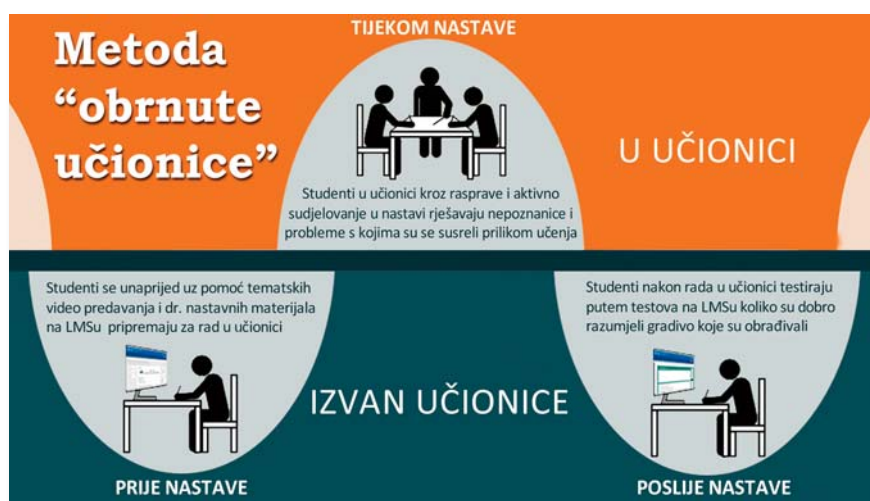 Metoda
“obrnute
učionice”
TIJEKOM NASTAVE
Studenti u učionici kroz rasprave i aktivno
sudjelovanje u nastavi rješavaju nepoznanice i
probleme s kojima su se susreli prilikom učenja
U UČIONICI
Studenti se unaprijed uz pomoć tematskih
video predavanja i dr. nastavnih materijala
na LMSu pripremaju za rad u učionici
PRIJE NASTAVE
IZVAN UČIONICE
Studenti nakon rada u učionici testiraju
putem testova na LMSu koliko su dobro
razumjeli gradivo koje su obrađivali
POSLIJE NASTAVE